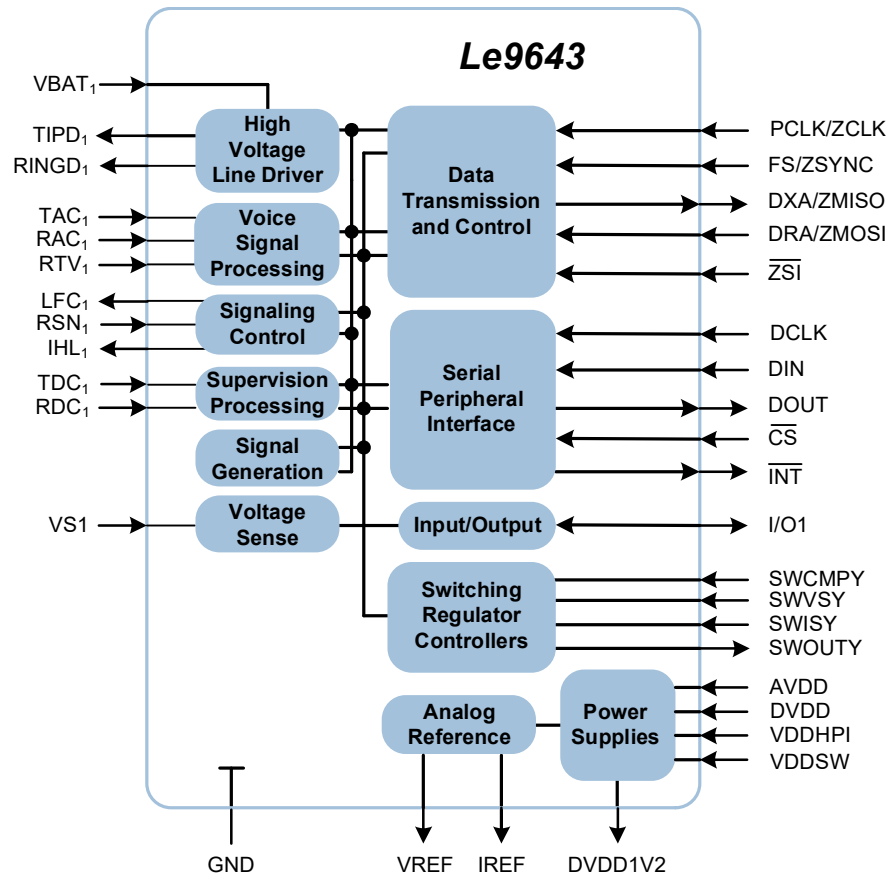 Le9643
VBAT₁
TIPD₁
RINGD₁
TAC₁
RAC₁
RTV₁
LFC₁
RSN₁
IHL₁
TDC₁
RDC₁
VS1
High
Voltage
Line Driver
Voice
Signal
Processing
Signaling
Control
Supervision
Processing
Signal
Generation
Voltage
Sense
Data
Transmission
and Control
Serial
Peripheral
Interface
Input/Output
Switching
Regulator
Controllers
Analog
Reference
Power
Supplies
PCLK/ZCLK
FS/ZSYNC
DXA/ZMISO
DRA/ZMOSI
Z̅S̅I̅
DCLK
DIN
DOUT
C̅S̅
I̅N̅T̅
I/O1
SWCMPY
SWVSY
SWISY
SWOUTY
AVDD
DVDD
VDDHPI
VDDSW
GND
VREF
IREF
DVDD1V2